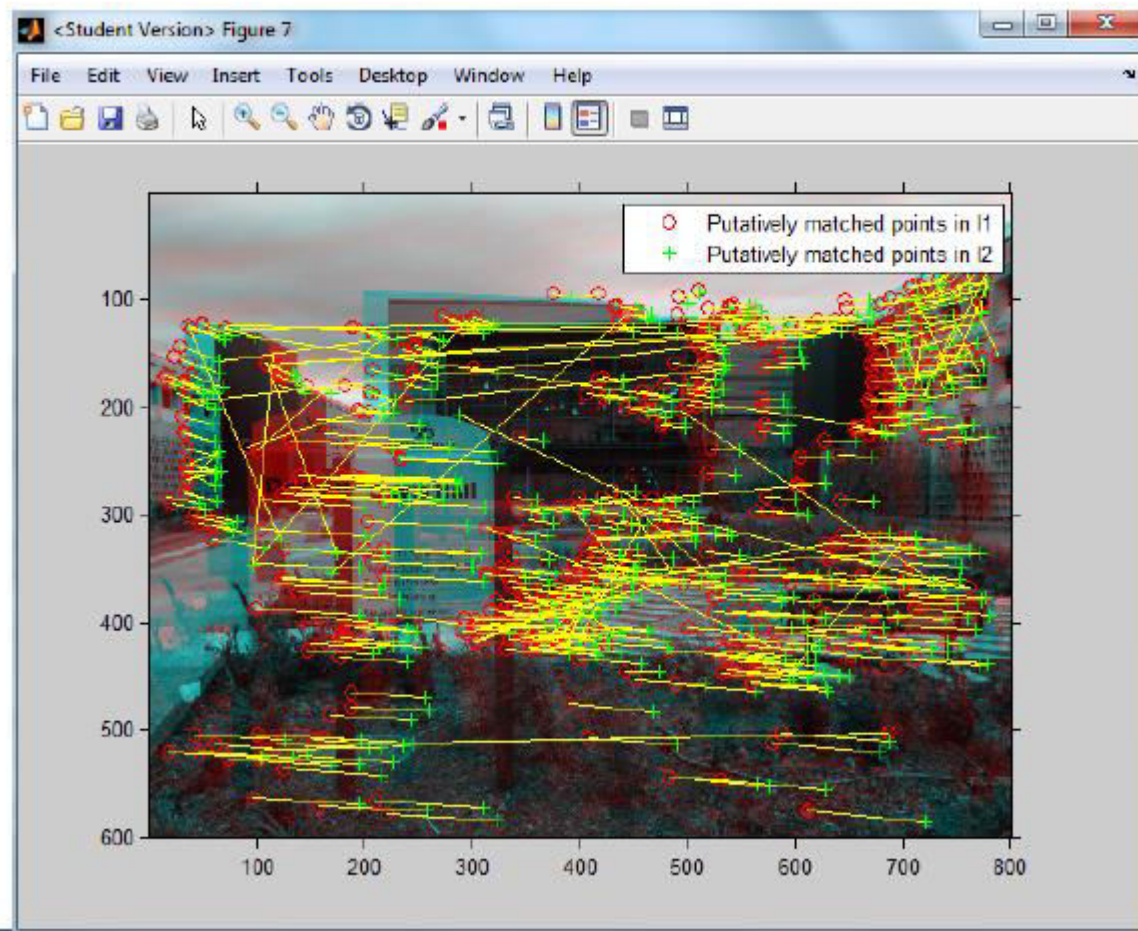 <Student Version> Figure 7
File Edit View Insert Tools Desktop Window Help
Putatively matched points in I1
Putatively matched points in I2
100
200
300
400
500
600
100 200 300 400 500 600 700 800